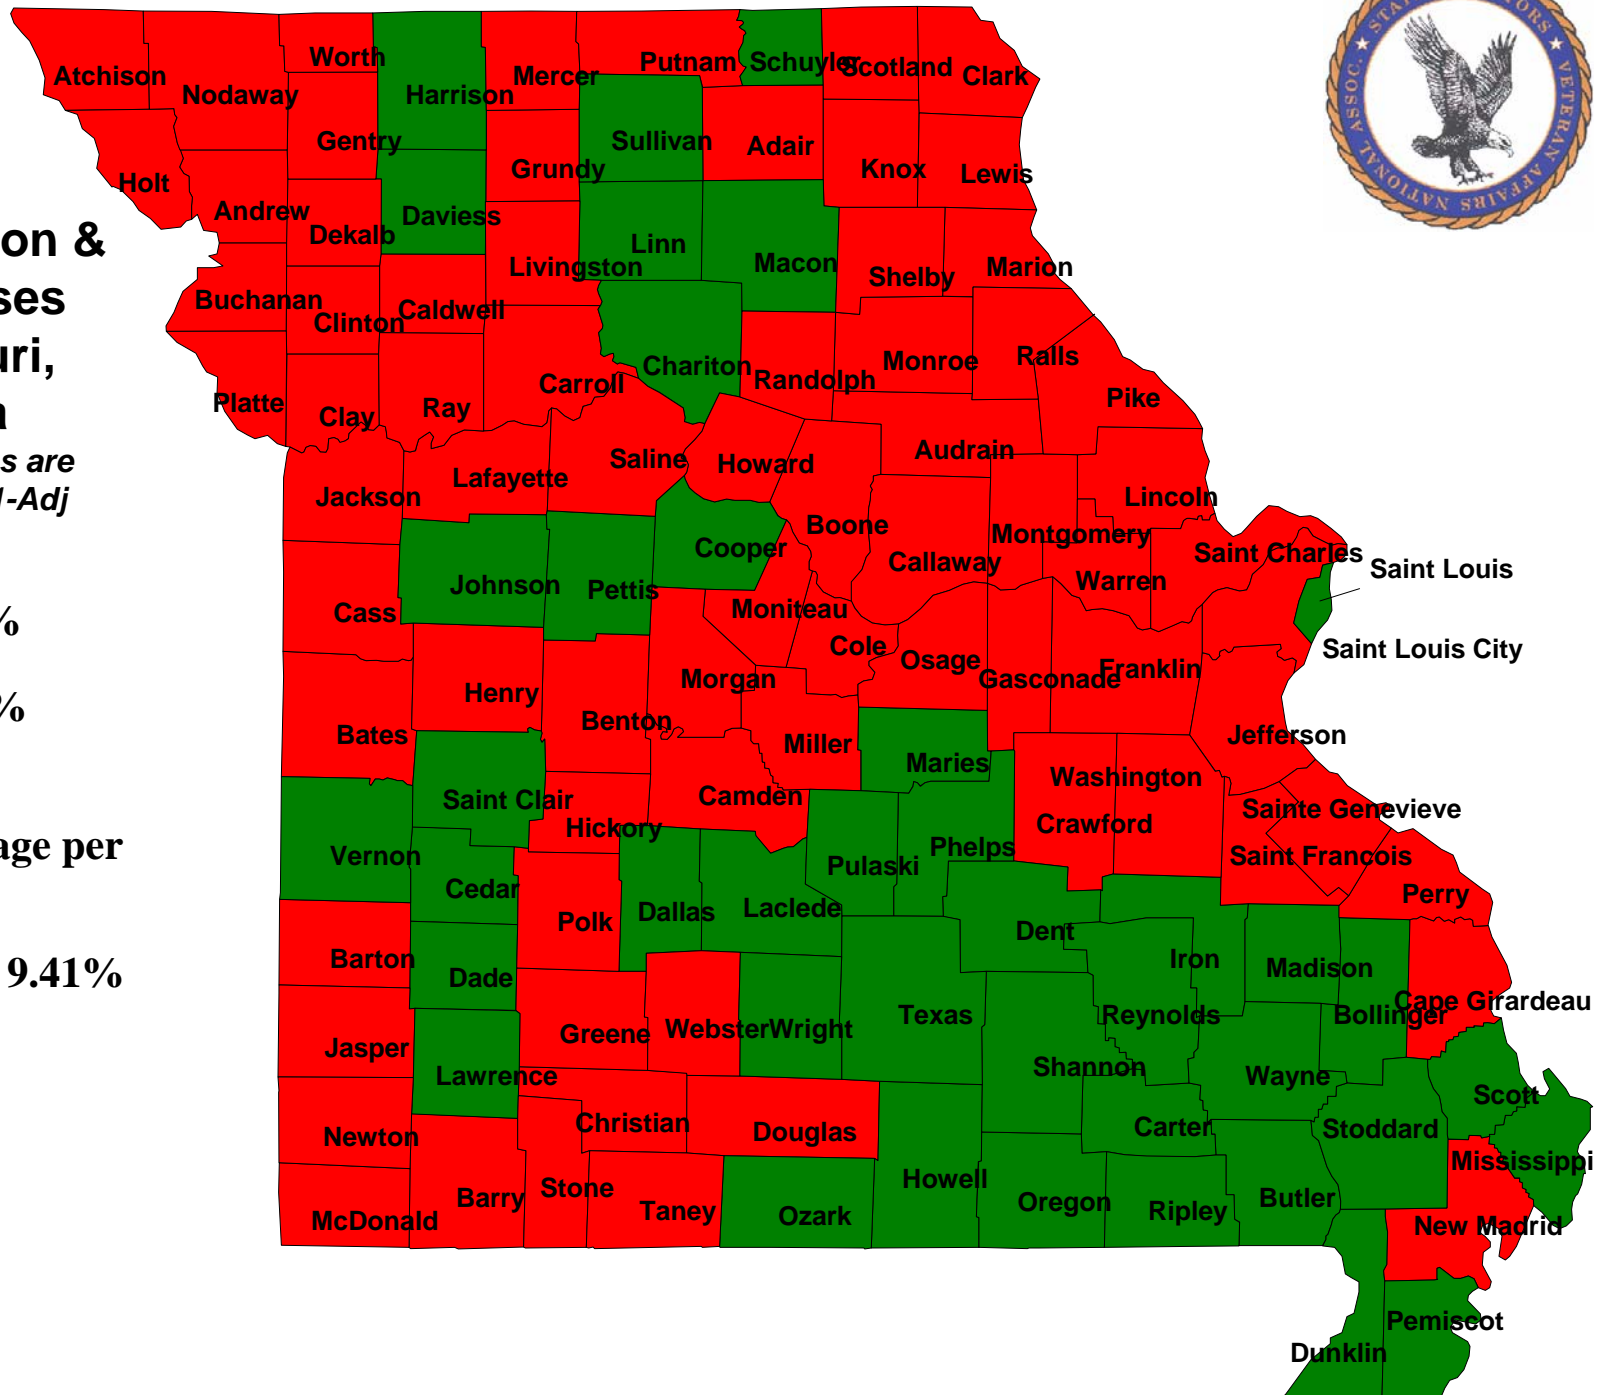 on &
ses
uri,
a
s are
l-Adj
%
%
age per
9.41%
STAT
TORS ★ VETERAN AFFAIRS NATIONAL ASSOC. ★
Worth
Putnam
Schuyler
Scotland
Clark
Atchison
Mercer
Nodaway
Harrison
Gentry
Sullivan
Adair
Grundy
Knox
Lewis
Holt
Andrew
Daviess
Dekalb
Linn
Livingston
Macon
Shelby
Marion
Buchanan
Caldwell
Clinton
Chariton
Randolph
Monroe
Ralls
Carroll
Platte
Clay
Ray
Pike
Audrain
Saline
Howard
Lafayette
Jackson
Lincoln
Boone
Montgomery
Cooper
Callaway
Saint Charles
Saint Louis
Johnson
Pettis
Warren
Cass
Moniteau
Cole
Saint Louis City
Osage
Franklin
Gasconade
Morgan
Henry
Benton
Bates
Miller
Jefferson
Maries
Washington
Saint Clair
Camden
Sainte Genevieve
Hickory
Crawford
Phelps
Vernon
Pulaski
Saint Francois
Cedar
Perry
Dallas
Laclede
Polk
Dent
Barton
Iron
Madison
Dade
Cape Girardeau
Texas
Reynolds
Bollinger
Greene
Webster
Wright
Jasper
Shannon
Lawrence
Wayne
Scott
Christian
Douglas
Newton
Carter
Stoddard
Mississippi
Howell
Stone
Barry
Taney
Ozark
Oregon
Ripley
Butler
McDonald
New Madrid
Pemiscot
Dunklin